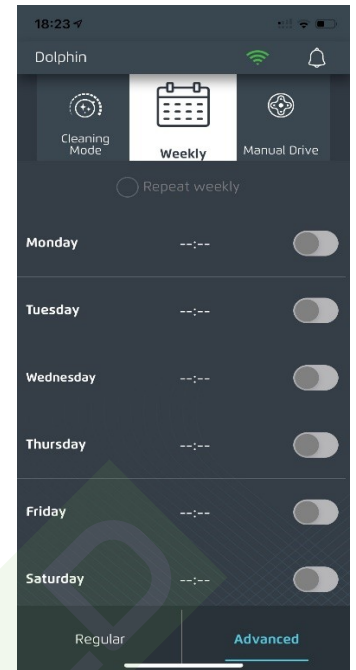 18:23
Dolphin
Cleaning
Mode
Weekly
Manual Drive
Repeat weekly
Monday --:--
Tuesday --:--
Wednesday --:--
Thursday --:--
Friday --:--
Saturday --:--
Regular
Advanced